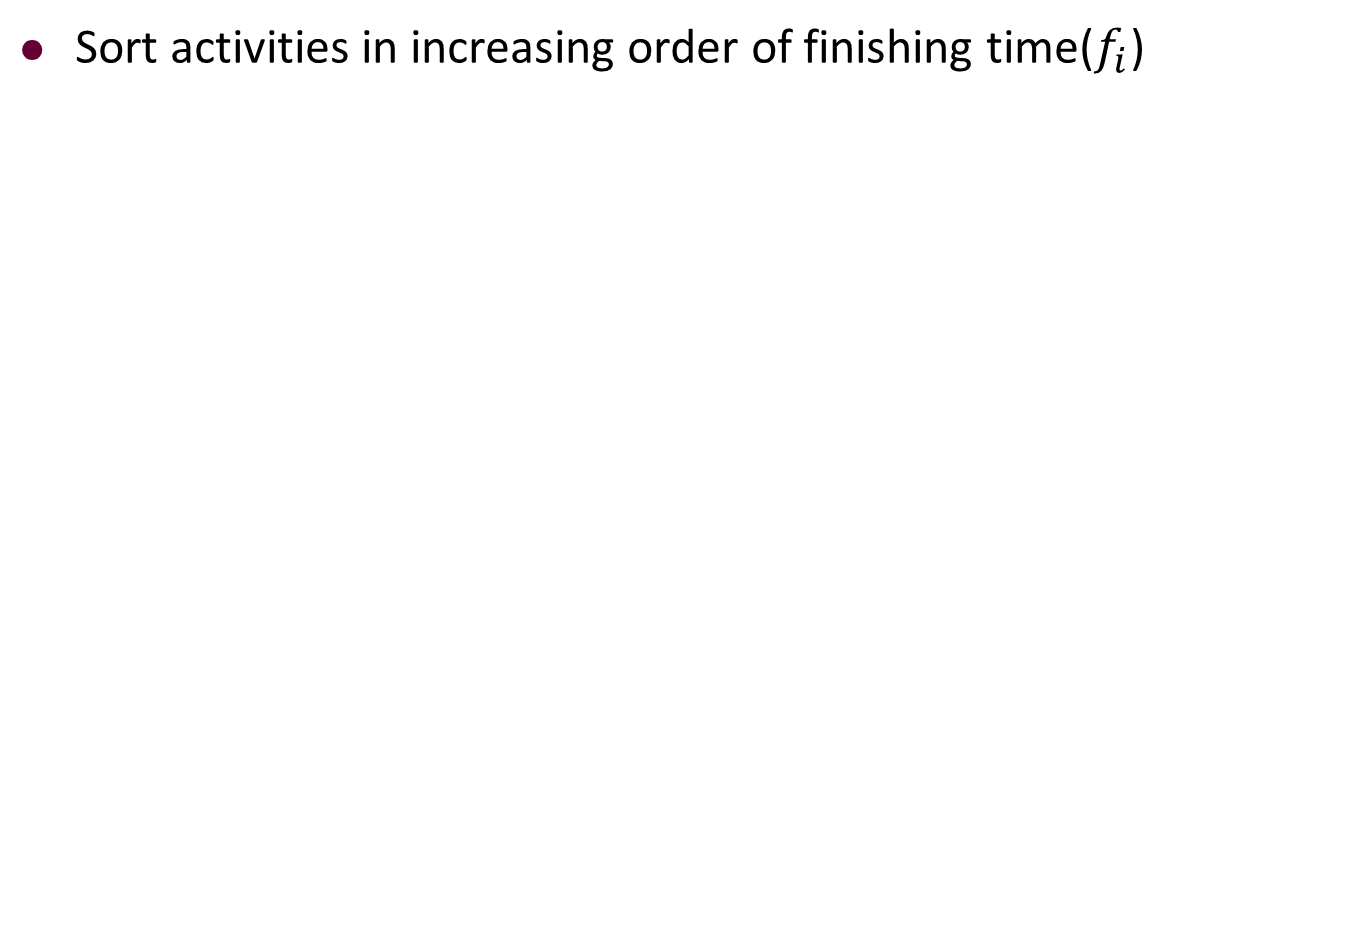 ● Sort activities in increasing order of finishing time(𝑓ᵢ)